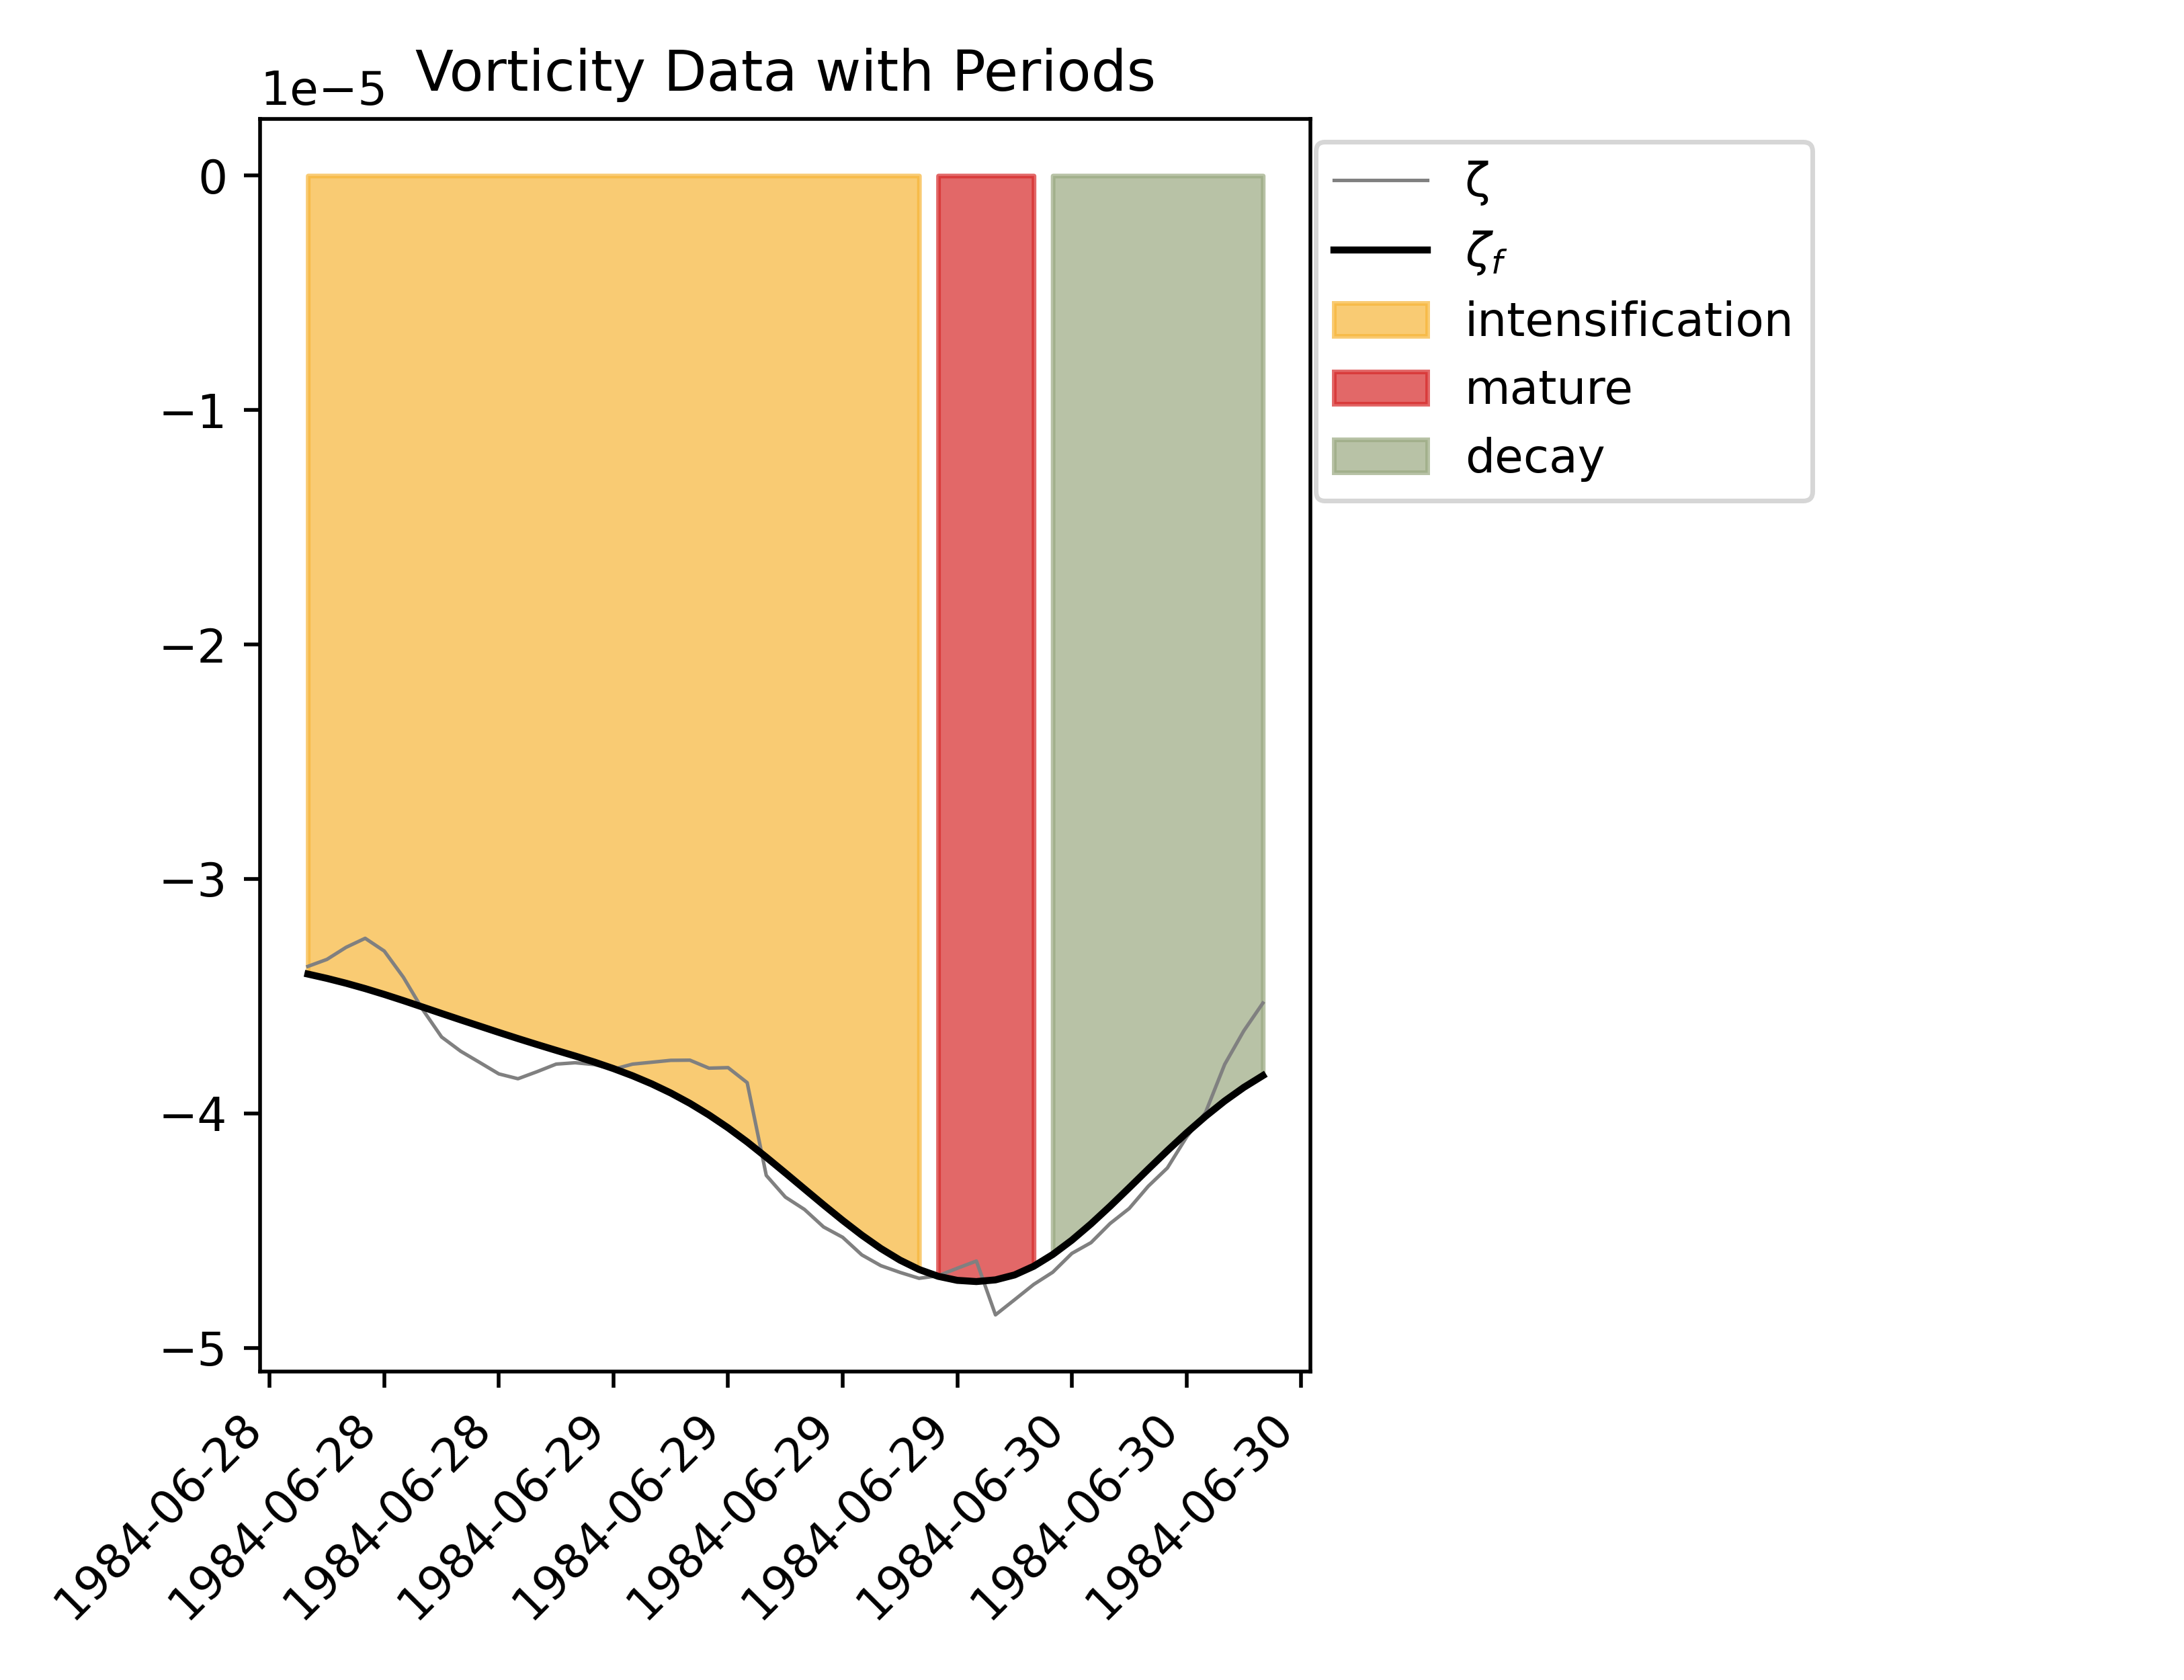 Vorticity Data with Periods
1e−5
0
−1
−2
−3
−4
−5
ζ
ζf
intensification
mature
decay
1984-06-28
1984-06-28
1984-06-28
1984-06-29
1984-06-29
1984-06-29
1984-06-29
1984-06-30
1984-06-30
1984-06-30